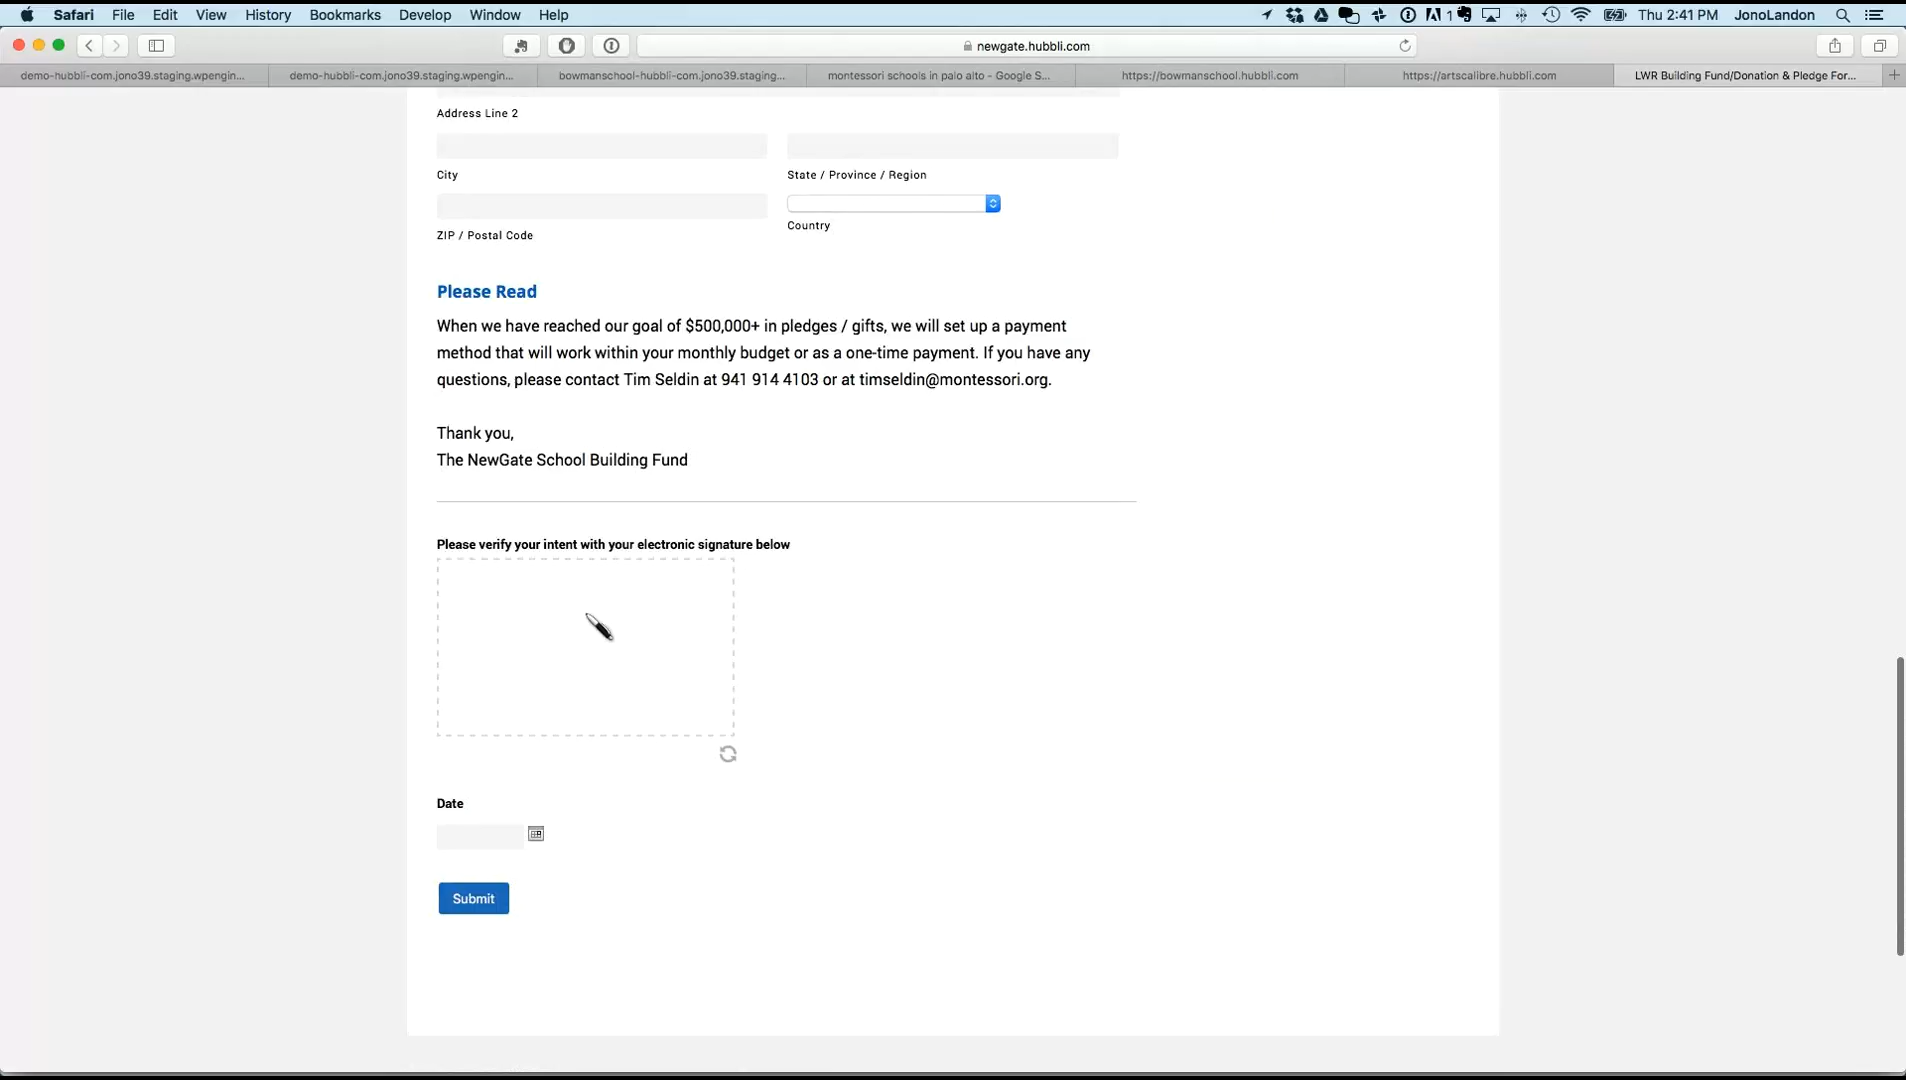 Safari File Edit View History Bookmarks Develop Window Help 1 Thu 2:41 PM JonoLandon
newgate.hubbli.com
demo-hubbli-com.jono39.staging.wpengin... demo-hubbli-com.jono39.staging.wpengin... bowmanschool-hubbli-com.jono39.staging... montessori schools in palo alto - Google S... https://bowmanschool.hubbli.com https://artscalibre.hubbli.com LWR Building Fund/Donation & Pledge For...
Address Line 2
City State / Province / Region
ZIP / Postal Code Country
Please Read
When we have reached our goal of $500,000+ in pledges / gifts, we will set up a payment
method that will work within your monthly budget or as a one-time payment. If you have any
questions, please contact Tim Seldin at 941 914 4103 or at timseldin@montessori.org.
Thank you,
The NewGate School Building Fund
Please verify your intent with your electronic signature below
Date
Submit